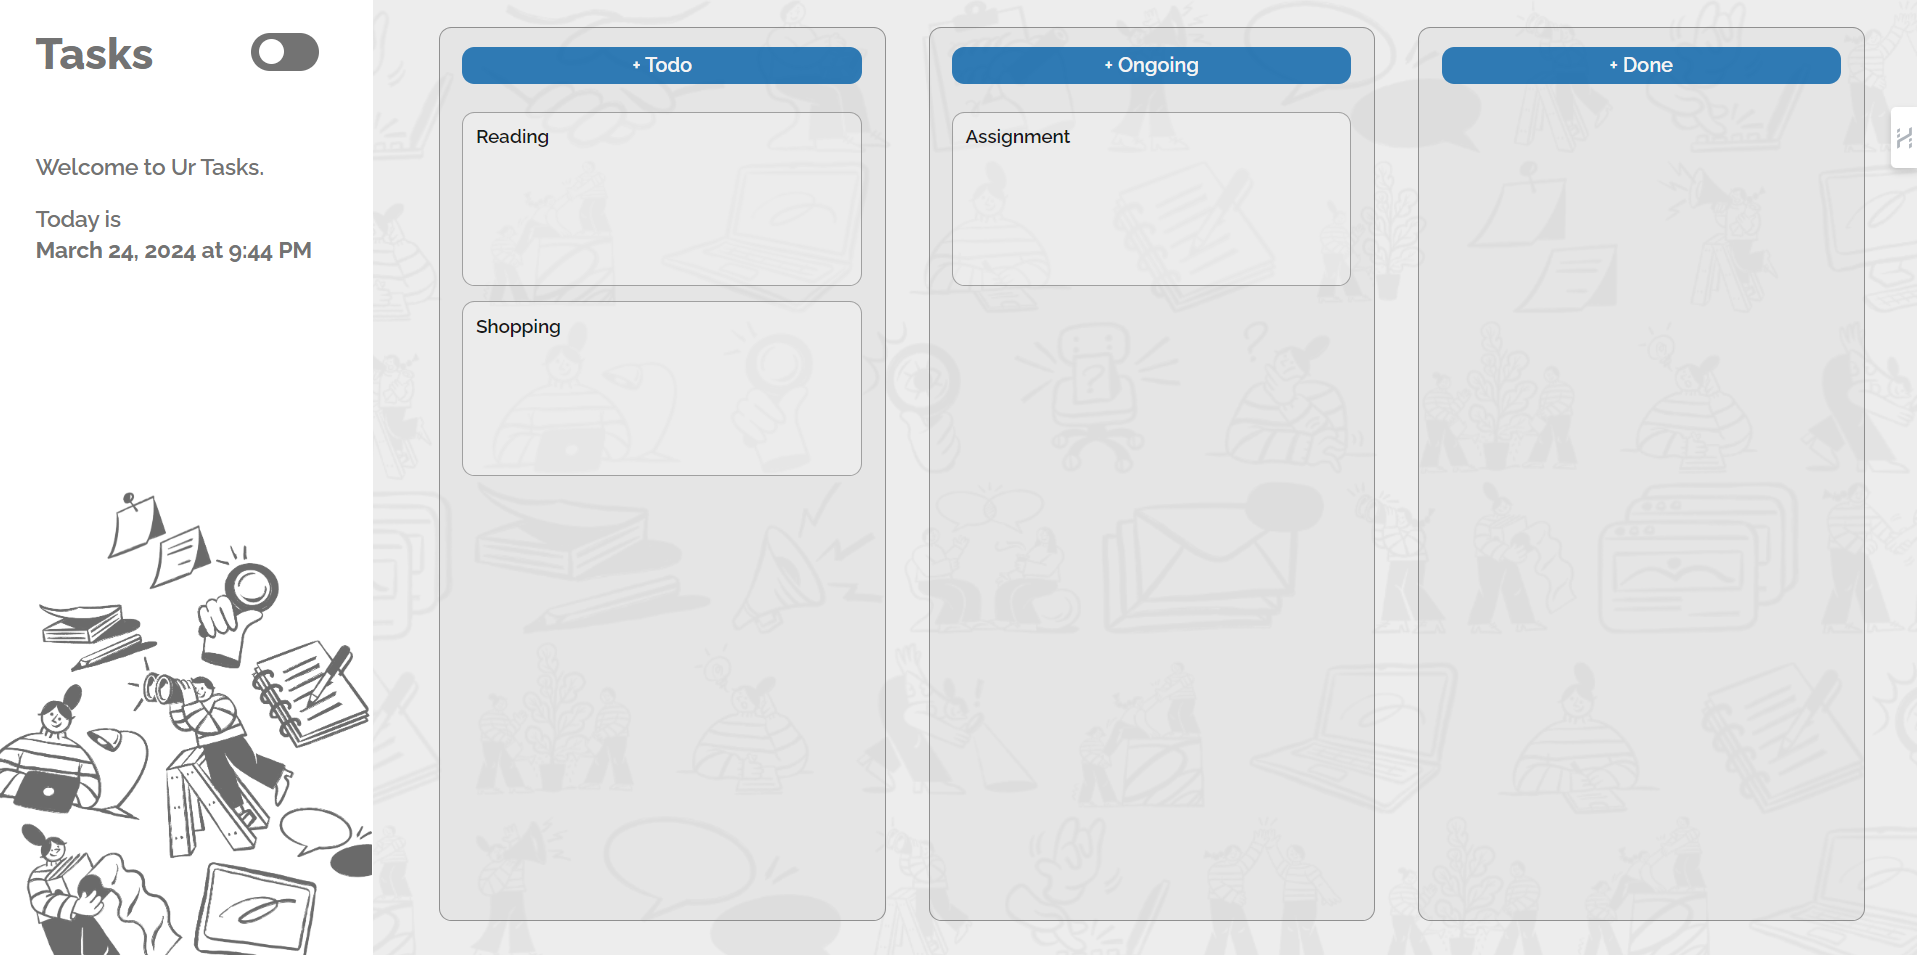 Tasks
Welcome to Ur Tasks.
Today is
March 24, 2024 at 9:44 PM
+ Todo
Reading
Shopping
+ Ongoing
Assignment
+ Done